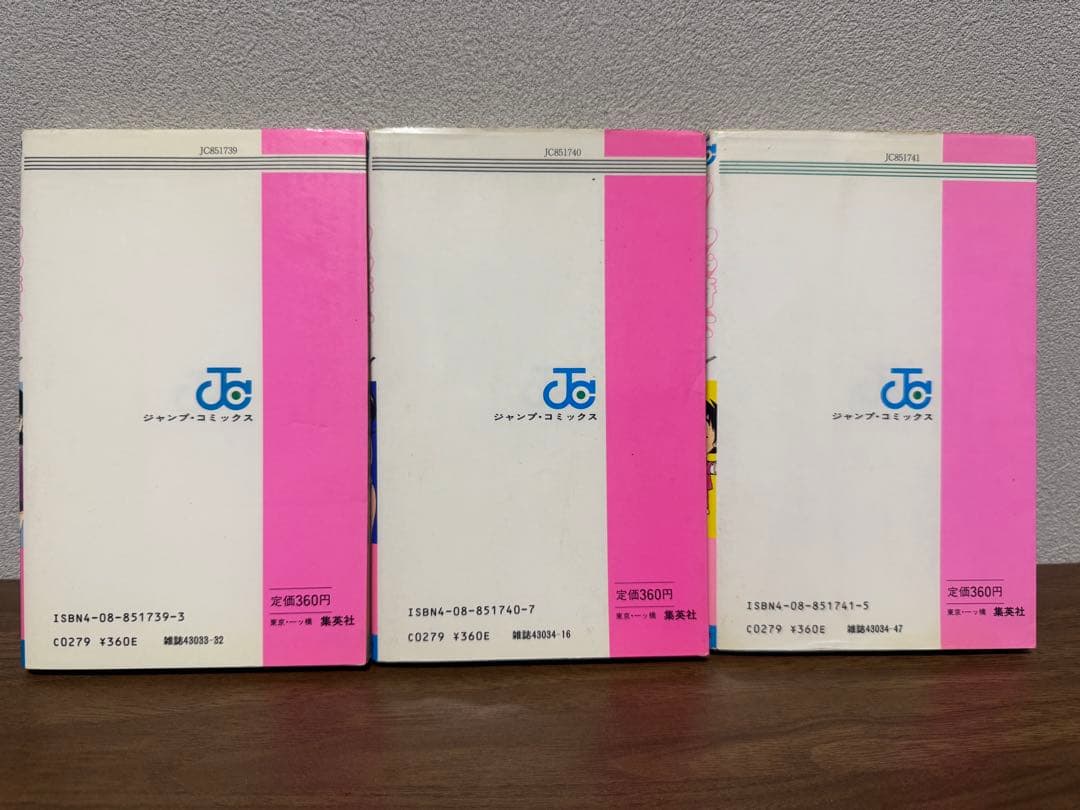 JC851739
ジャンプ・コミックス
定価360円
東京・一ッ橋 集英社
ISBN4-08-851739-3
C0279 ¥360E 雑誌43033-32
JC851740
ジャンプ・コミックス
定価360円
東京・一ッ橋 集英社
ISBN4-08-851740-7
C0279 ¥360E 雑誌43034-16
JC851741
ジャンプ・コミックス
定価360円
東京・一ッ橋 集英社
ISBN4-08-851741-5
C0279 ¥360E 雑誌43034-47